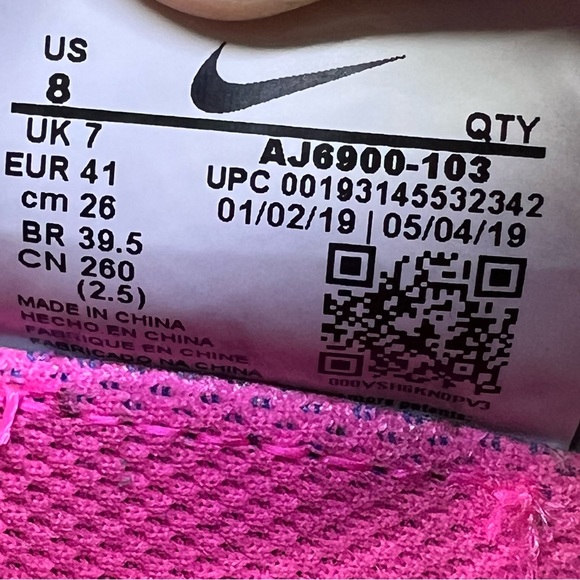 US
8
UK 7
EUR 41
cm 26
BR 39.5
CN 260
(2.5)
MADE IN CHINA
HECHO EN CHINA
FABRIQUE EN CHINE
FABRICADO NA CHINA
QTY
AJ6900-103
UPC 00193145532342
01/02/19 | 05/04/19